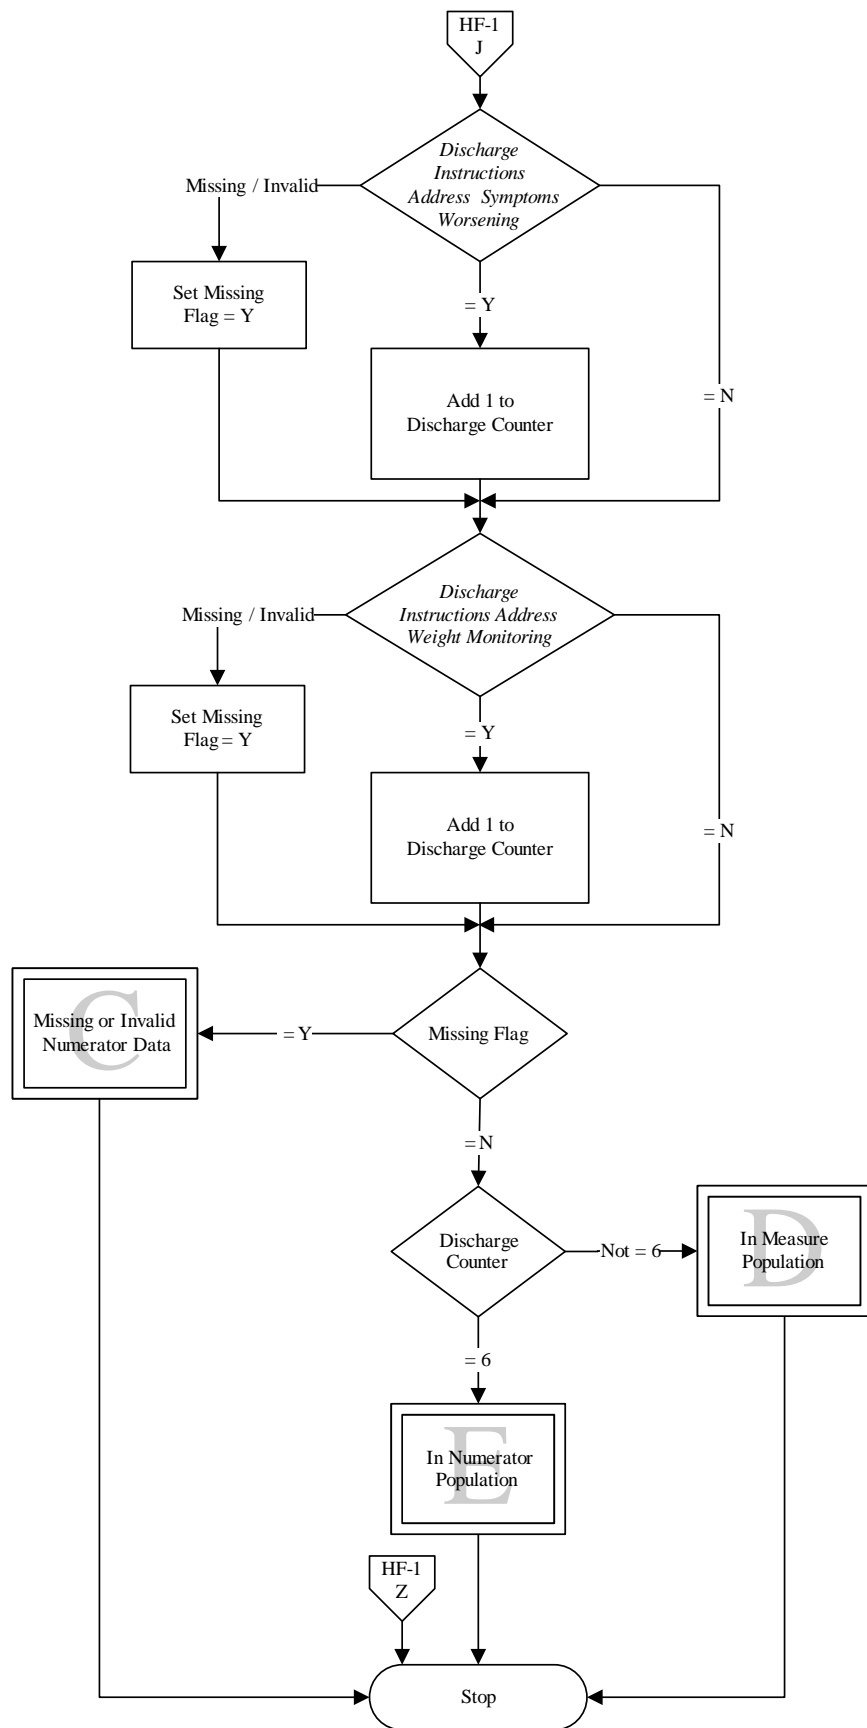 HF-1
J
Discharge
Instructions
Address Symptoms
Worsening
Missing / Invalid
= Y
= N
Set Missing
Flag = Y
Add 1 to
Discharge Counter
Discharge
Instructions Address
Weight Monitoring
Missing / Invalid
= Y
= N
Set Missing
Flag = Y
Add 1 to
Discharge Counter
C
Missing or Invalid
Numerator Data
= Y
Missing Flag
= N
Discharge
Counter
Not = 6
D
In Measure
Population
= 6
E
In Numerator
Population
HF-1
Z
Stop